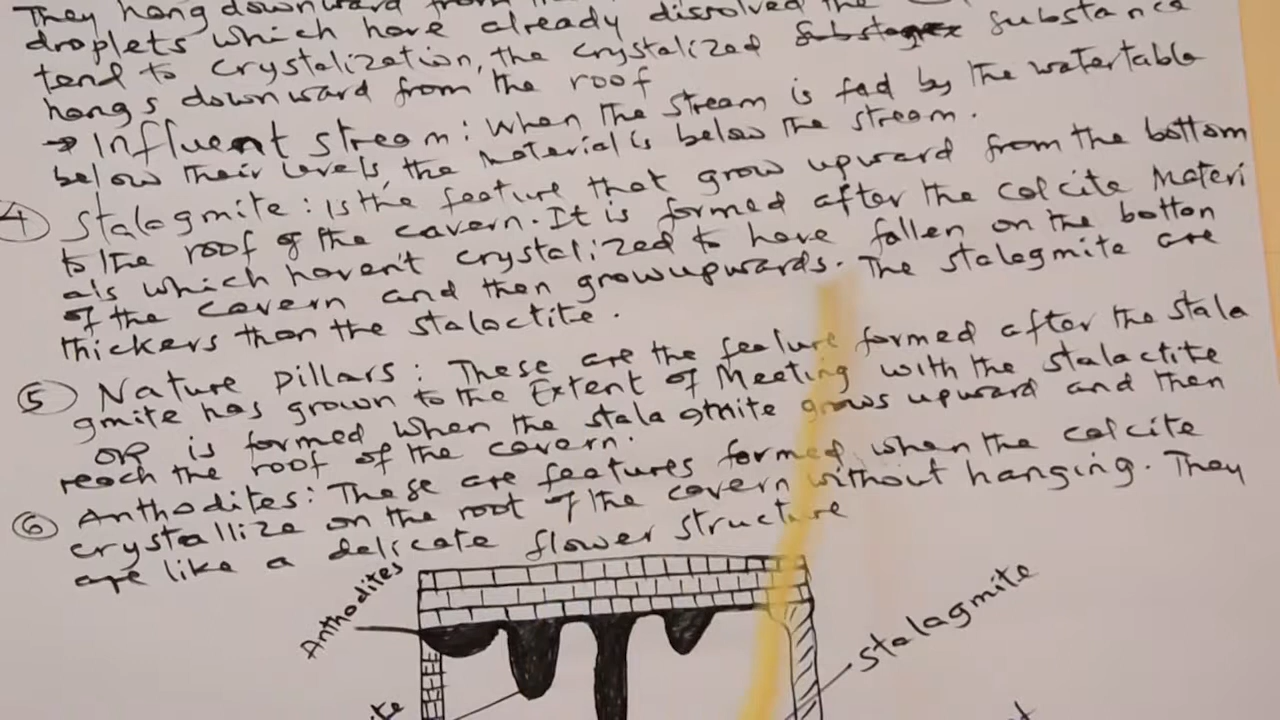 They hang downward from
droplets which have already dissolved the
tend to crystalization, the crystalized substance
hangs downward from the roof
→ Influent stream: When the stream is fed by the watertable
below their levels, the material is below the stream.
4 Stalagmite: Is the feature that grow upward from the bottom
to the roof of the cavern. It is formed after the calcite Materi
als which haven't crystalized to have fallen on the botton
of the cavern and then grow upwards. The stalegmite are
thickers than the stalactite.
5 Nature pillars: These are the feature formed after the stala
gmite has grown to the Extent of Meeting with the stalactite
OR is formed when the stalagmite grows upward and then
reach the roof of the cavern.
6 Anthodites: These are features formed when the calcite
crystallize on the roof of the cavern without hanging. They
are like a delicate flower structure
Anthodites
stalagmite